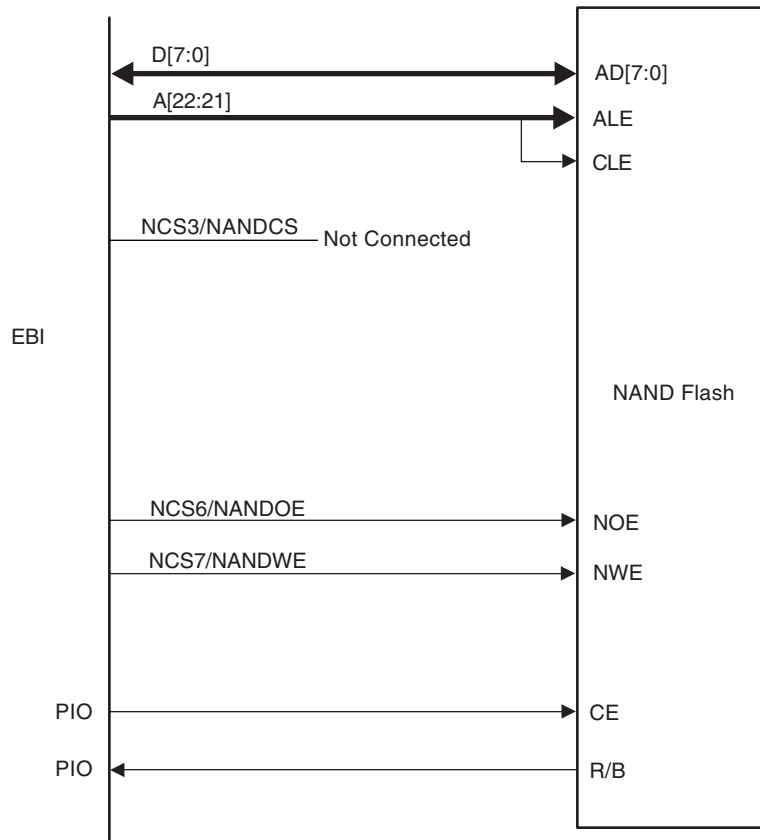 D[7:0]
AD[7:0]
A[22:21]
ALE
CLE
NCS3/NANDCS
Not Connected
EBI
NAND Flash
NCS6/NANDOE
NOE
NCS7/NANDWE
NWE
PIO
CE
PIO
R/B